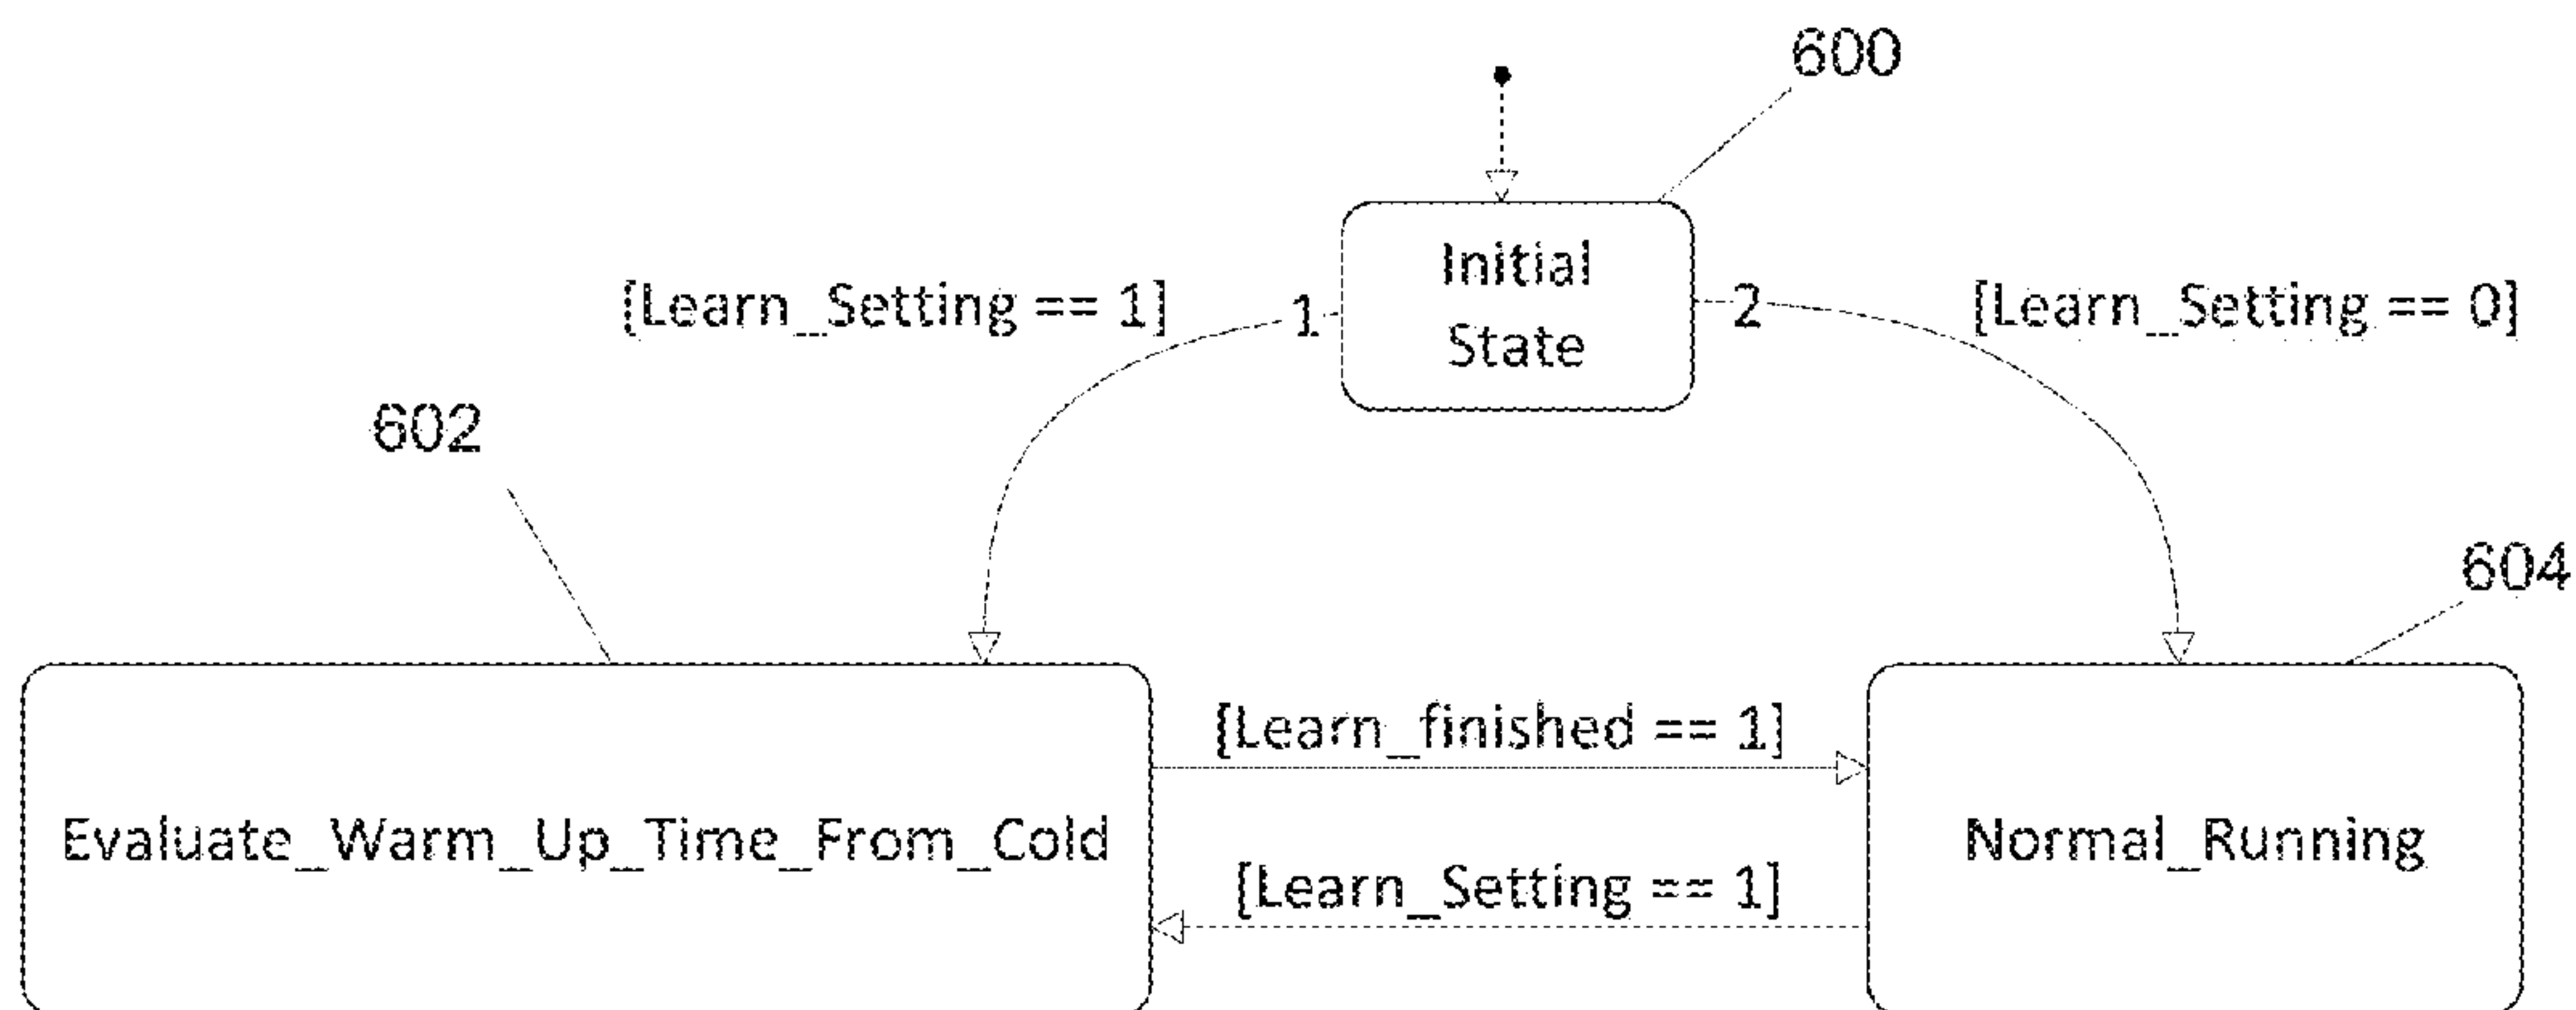 600
Initial
State
[Learn_Setting == 1]
1
2
[Learn_Setting == 0]
602
604
[Learn_finished == 1]
Evaluate_Warm_Up_Time_From_Cold
Normal_Running
[Learn_Setting == 1]